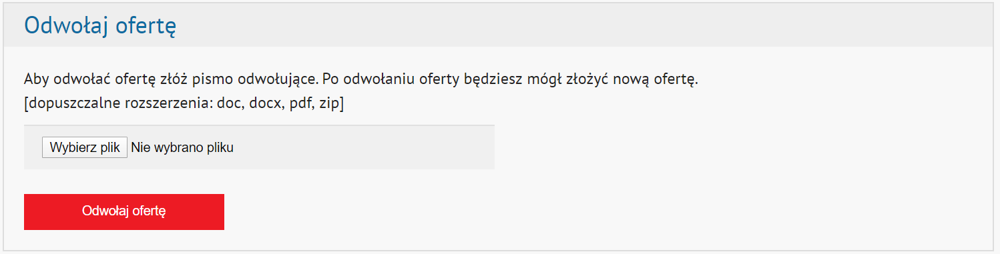 Odwołaj ofertę
Aby odwołać ofertę złóż pismo odwołujące. Po odwołaniu oferty będziesz mógł złożyć nową ofertę.
[dopuszczalne rozszerzenia: doc, docx, pdf, zip]
Wybierz plik Nie wybrano pliku
Odwołaj ofertę